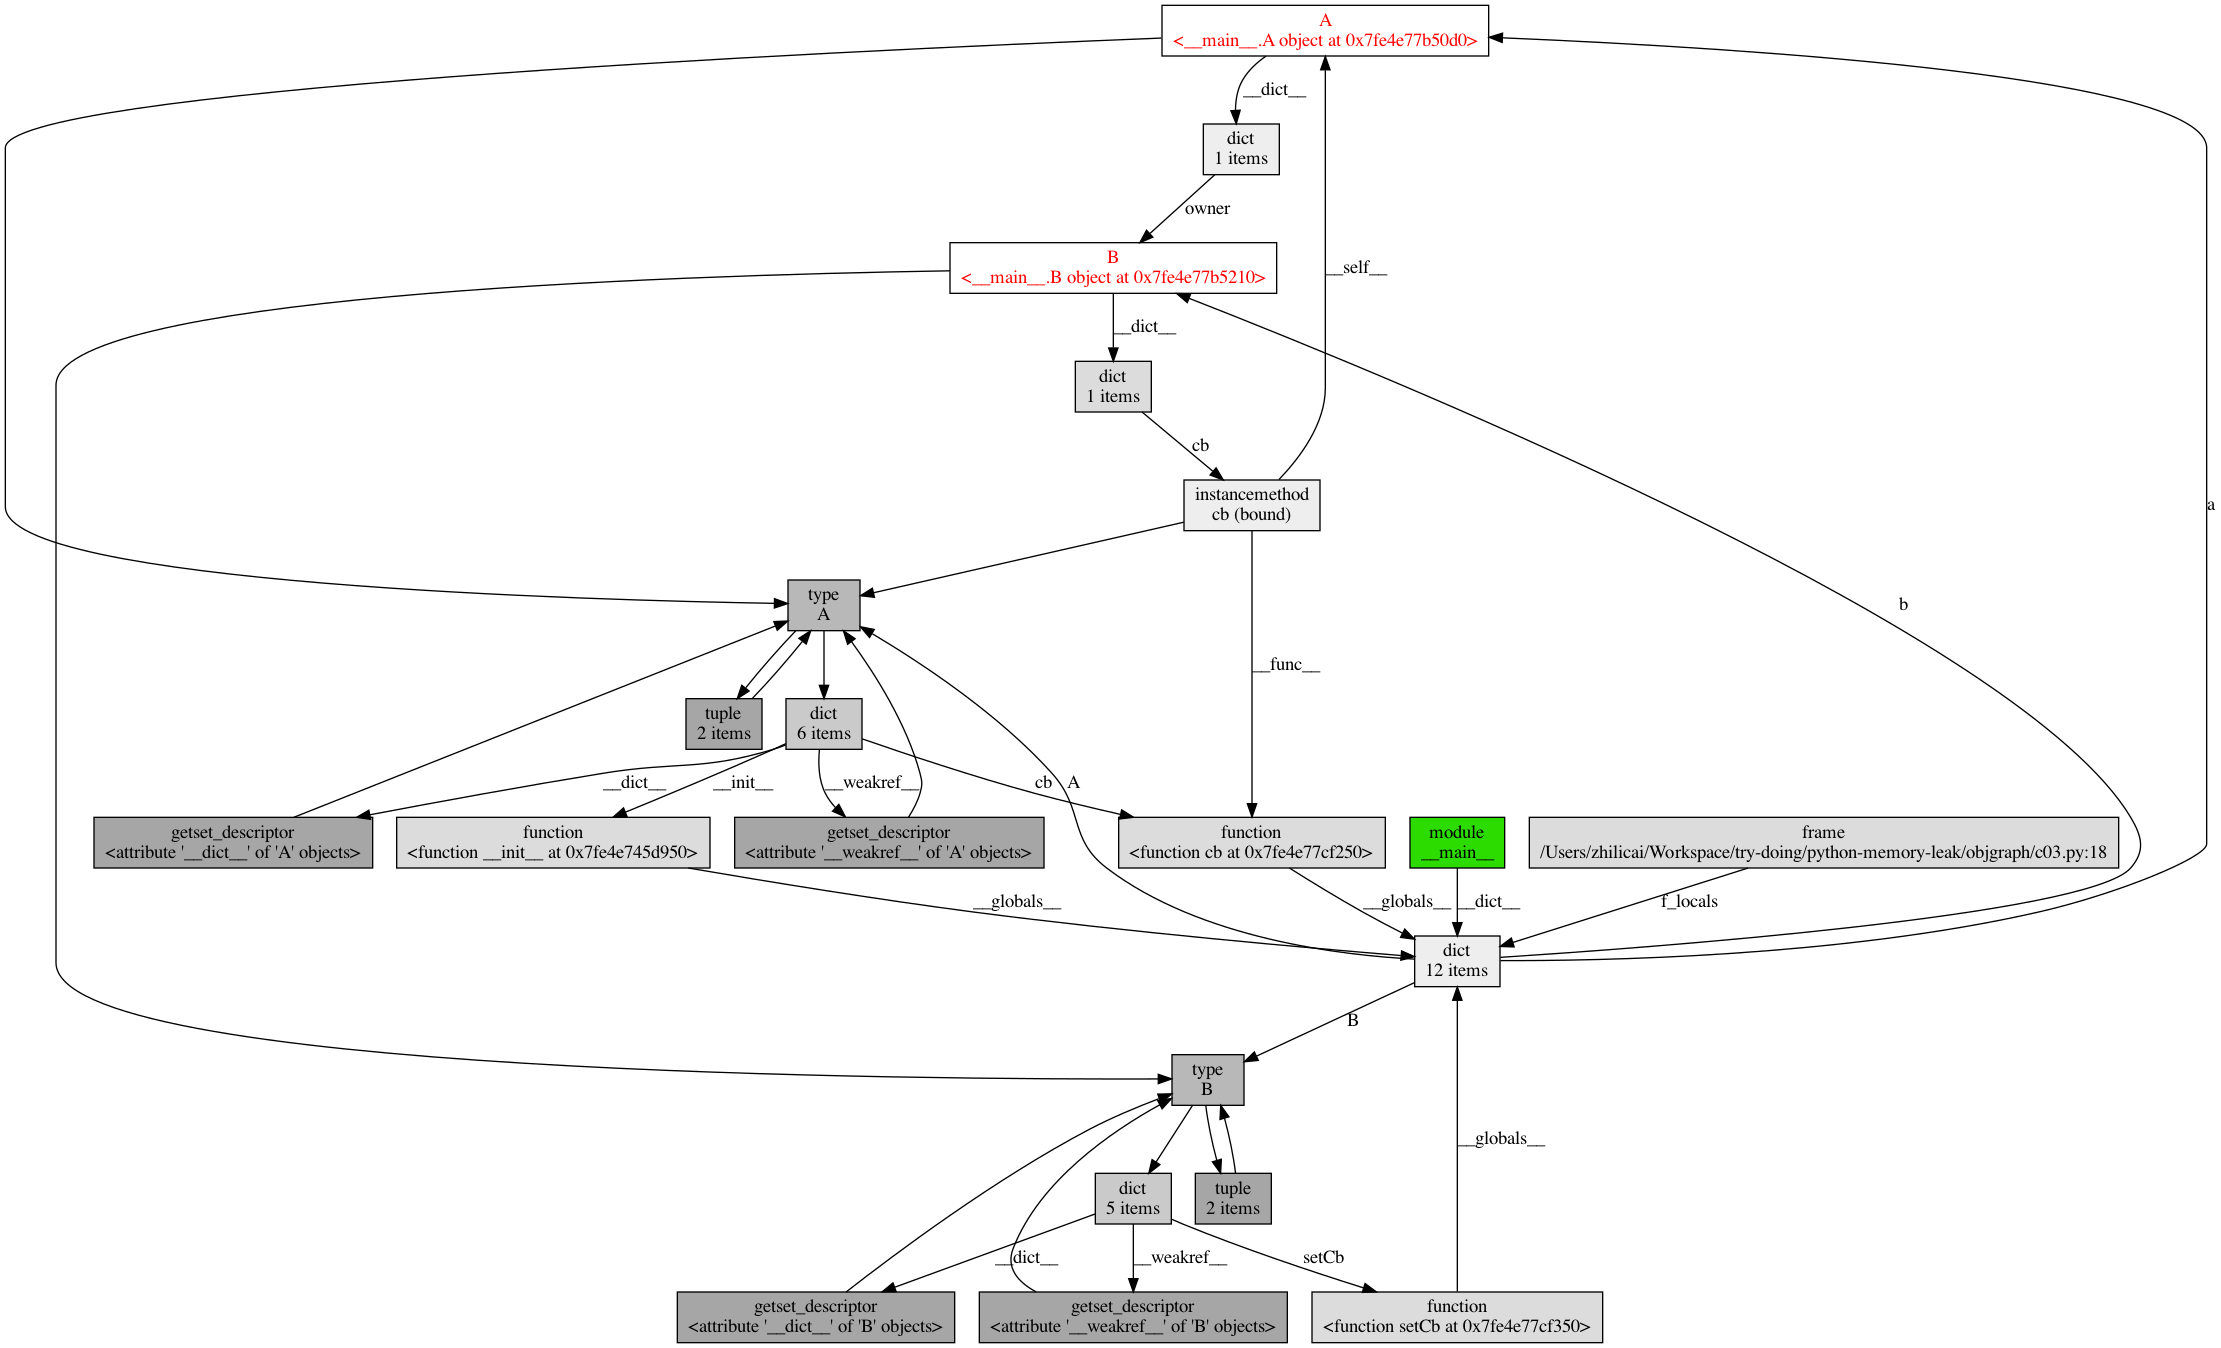 A
<__main__.A object at 0x7fe4e77b50d0>
__dict__
dict
1 items
owner
B
<__main__.B object at 0x7fe4e77b5210>
__self__
__dict__
dict
1 items
cb
instancemethod
cb (bound)
a
type
A
b
__func__
tuple
2 items
dict
6 items
__dict__
__init__
__weakref__
cb
A
getset_descriptor
<attribute '__dict__' of 'A' objects>
function
<function __init__ at 0x7fe4e745d950>
getset_descriptor
<attribute '__weakref__' of 'A' objects>
function
<function cb at 0x7fe4e77cf250>
module
__main__
frame
/Users/zhilicai/Workspace/try-doing/python-memory-leak/objgraph/c03.py:18
__globals__
__globals__
__dict__
f_locals
dict
12 items
B
type
B
__globals__
dict
5 items
tuple
2 items
__dict__
__weakref__
setCb
getset_descriptor
<attribute '__dict__' of 'B' objects>
getset_descriptor
<attribute '__weakref__' of 'B' objects>
function
<function setCb at 0x7fe4e77cf350>